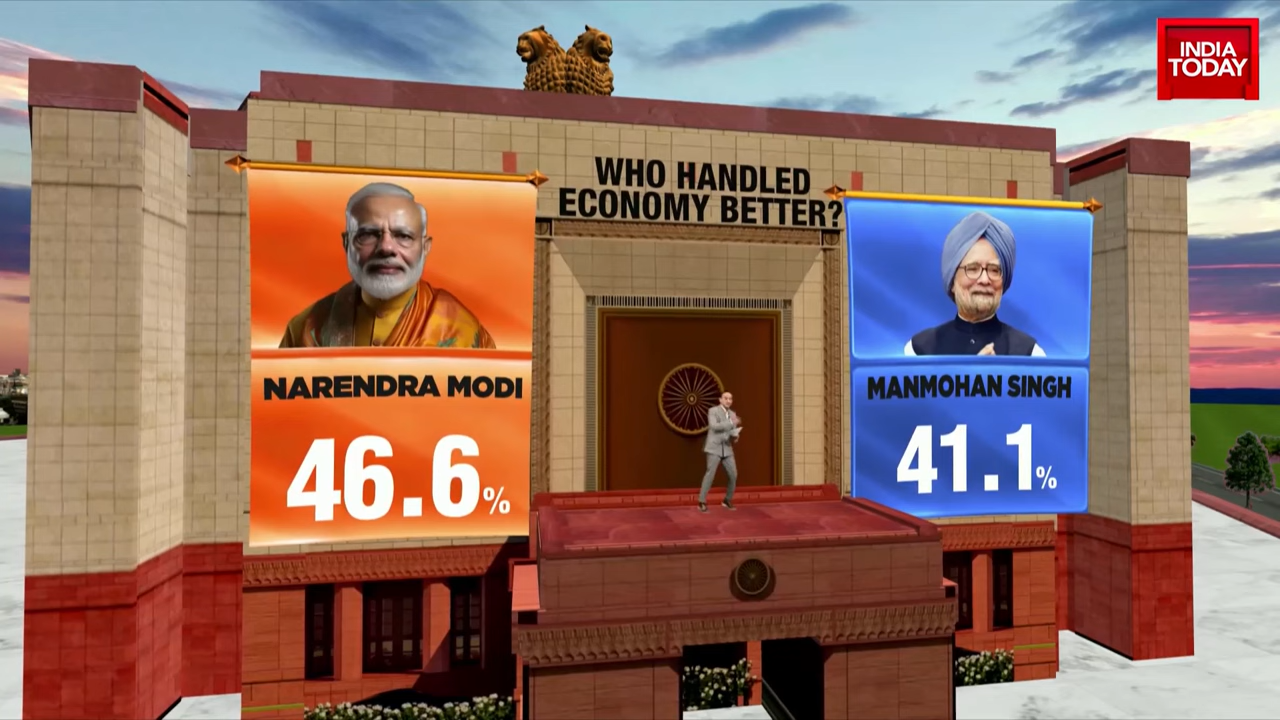 INDIA
TODAY
WHO HANDLED
ECONOMY BETTER?
NARENDRA MODI
46.6%
MANMOHAN SINGH
41.1%